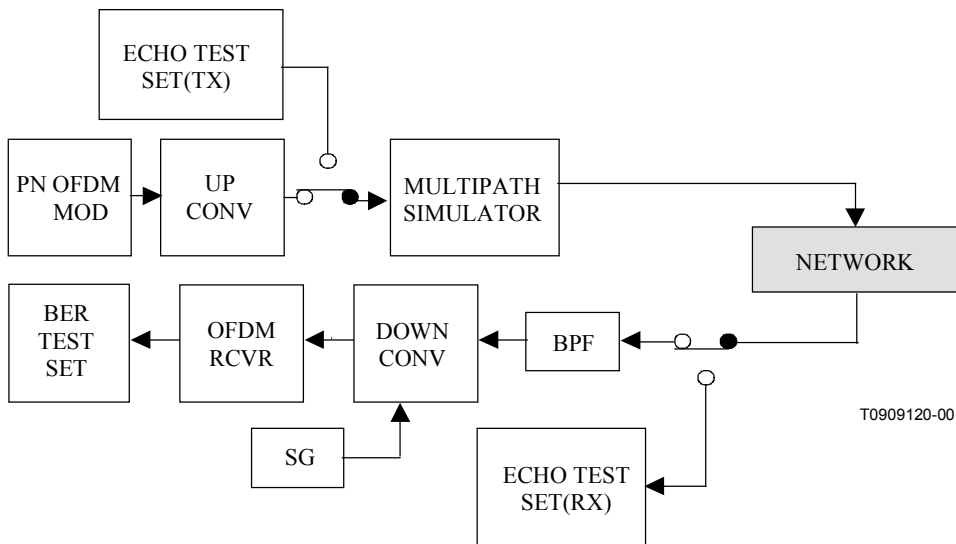 ECHO TEST
SET(TX)
PN OFDM
MOD
UP
CONV
MULTIPATH
SIMULATOR
NETWORK
BER
TEST
SET
OFDM
RCVR
DOWN
CONV
BPF
SG
ECHO TEST
SET(RX)
T0909120-00